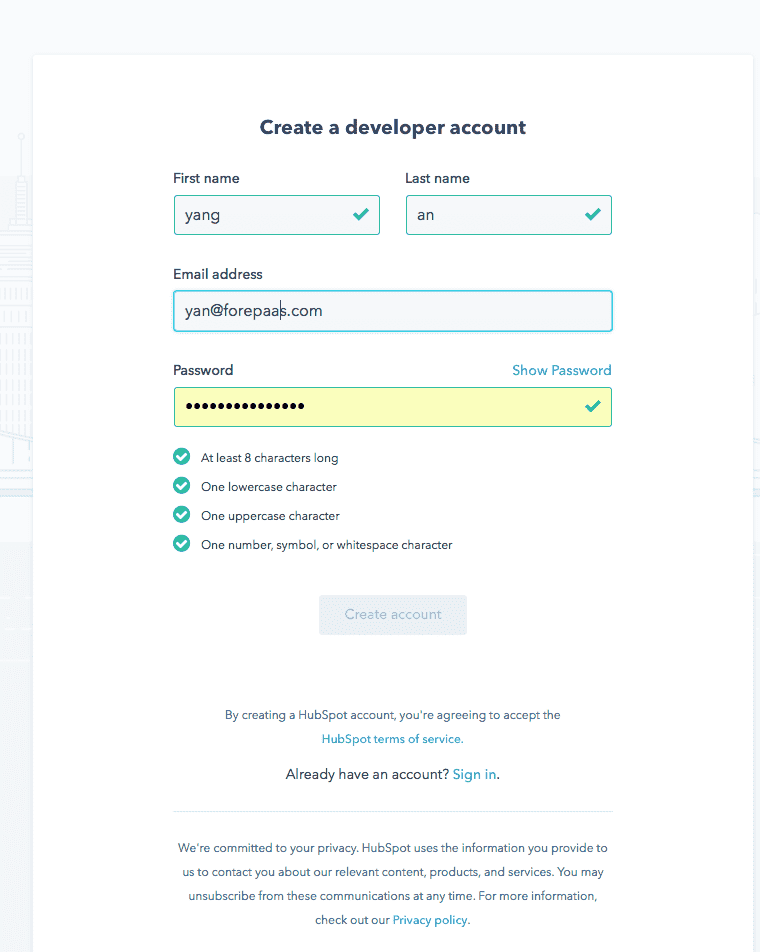 Create a developer account
First name Last name
yang an
Email address
yan@forepaas.com
Password Show Password
•••••••••••••••
At least 8 characters long
One lowercase character
One uppercase character
One number, symbol, or whitespace character
Create account
By creating a HubSpot account, you're agreeing to accept the
HubSpot terms of service.
Already have an account? Sign in.
We're committed to your privacy. HubSpot uses the information you provide to
us to contact you about our relevant content, products, and services. You may
unsubscribe from these communications at any time. For more information,
check out our Privacy policy.